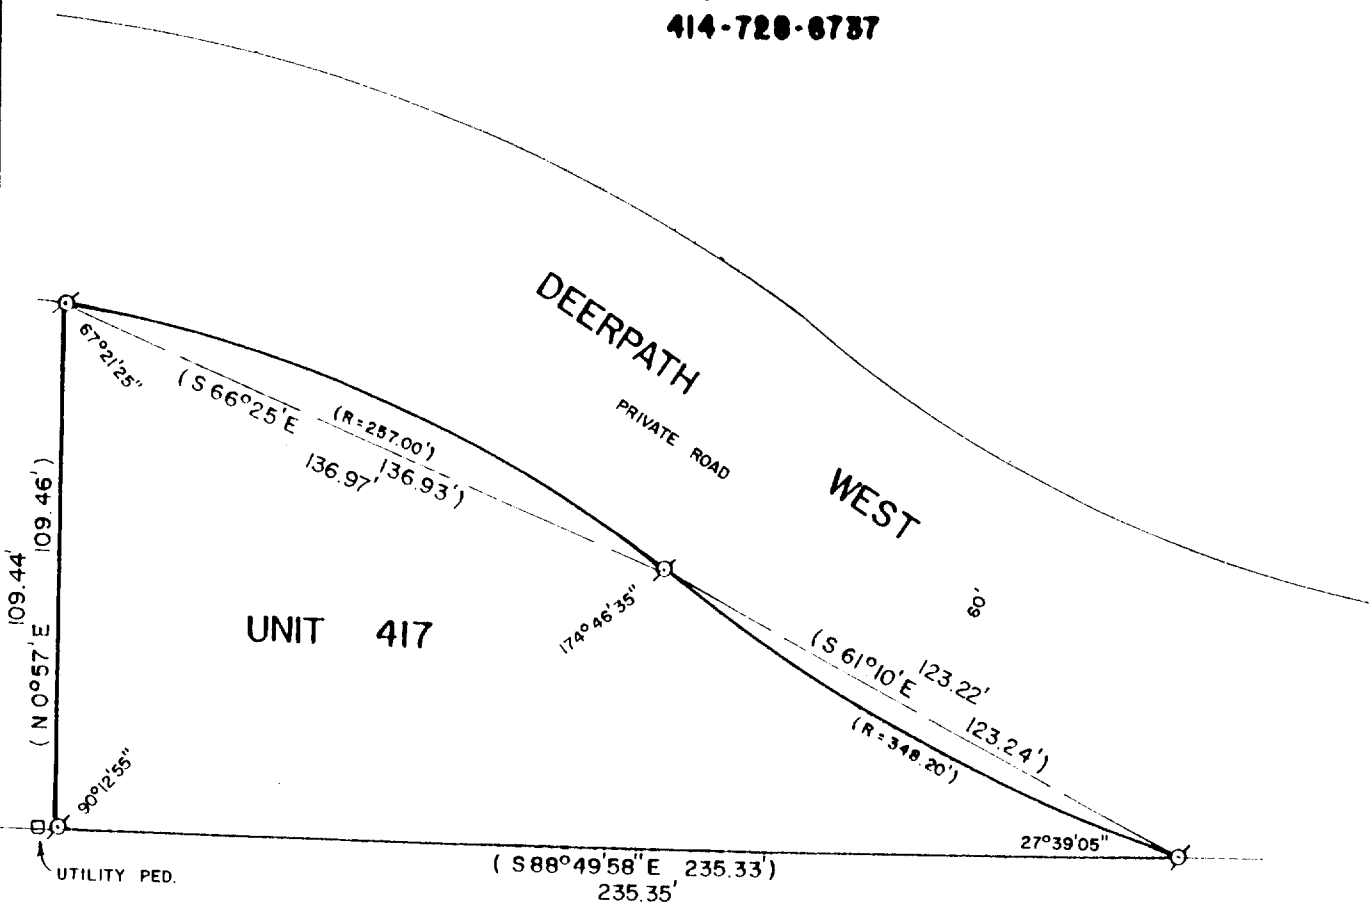 414-728-6737
DEERPATH
PRIVATE ROAD
WEST
60'
67°21'25"
( S 66°25'E
136.93')
136.97'
(R=257.00')
109.44'
( N 0°57'E 109.46')
UNIT 417
174°46'35"
( S 61°10'E
123.24')
123.22'
(R=348.20')
90°12'55"
27°39'05"
( S88°49'58"E 235.33')
235.35'
UTILITY PED.